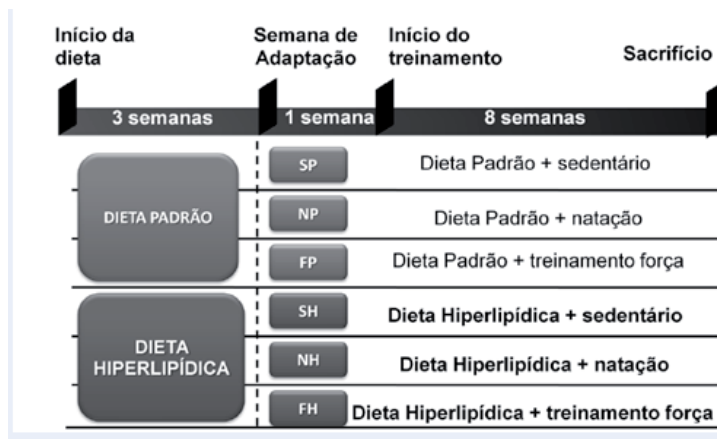 Início da dieta
Semana de Adaptação
Início do treinamento
Sacrifício
3 semanas
1 semana
8 semanas
DIETA PADRÃO
SP
Dieta Padrão + sedentário
NP
Dieta Padrão + natação
FP
Dieta Padrão + treinamento força
DIETA HIPERLIPÍDICA
SH
Dieta Hiperlipídica + sedentário
NH
Dieta Hiperlipídica + natação
FH
Dieta Hiperlipídica + treinamento força